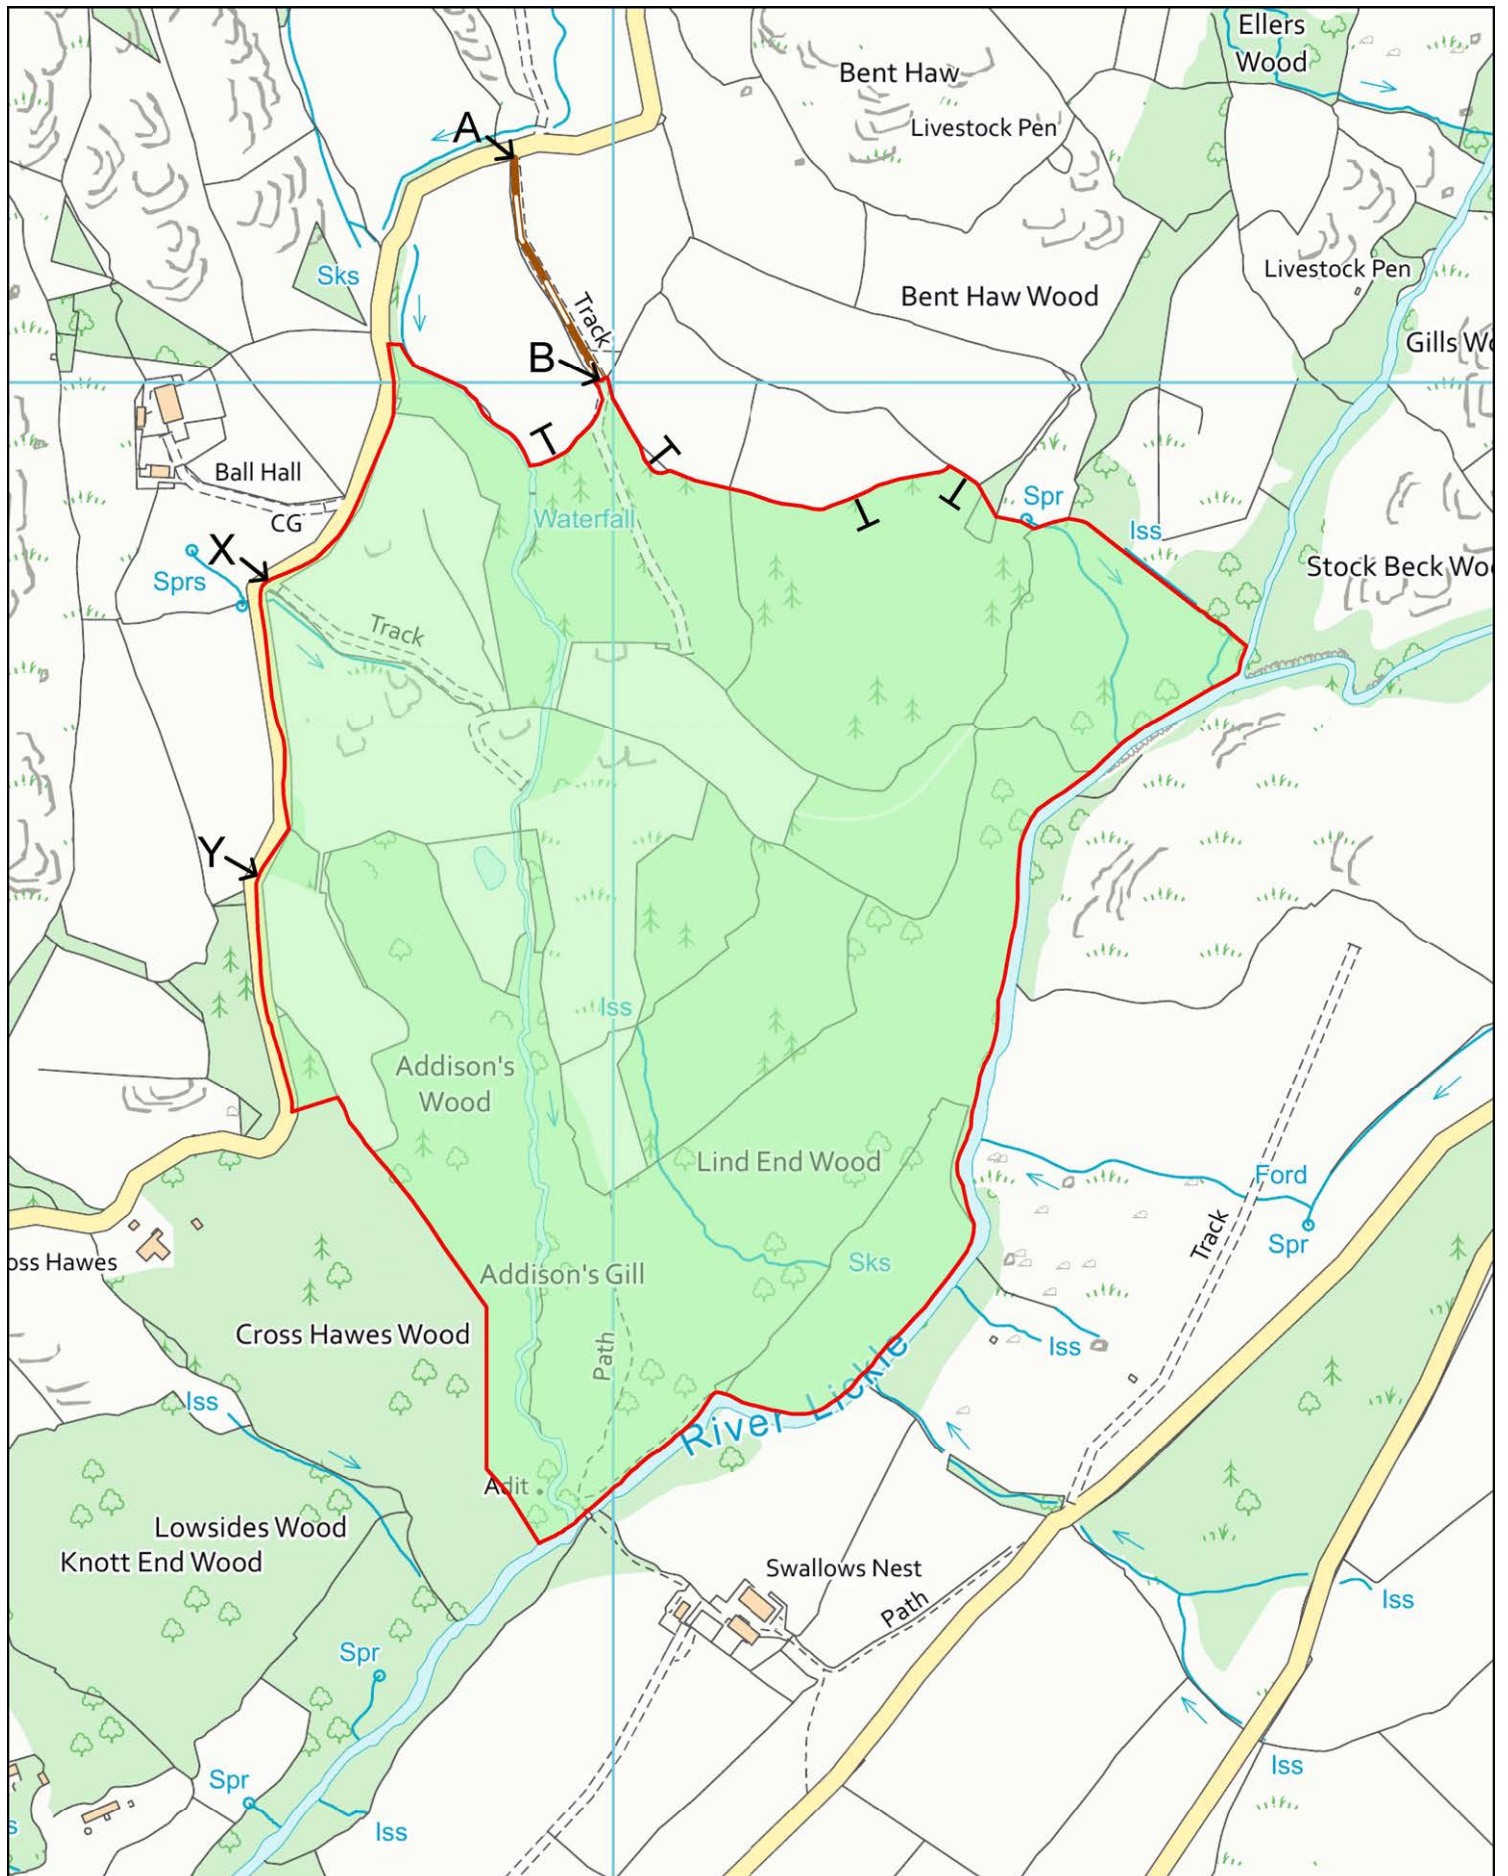 Ellers
Wood
Bent Haw
A
Livestock Pen
Livestock Pen
Sks
Bent Haw Wood
Track
Gills W
B
Ball Hall
CG
Spr
Waterfall
Iss
X
Sprs
Stock Beck Wo
Track
Y
Iss
Addison's
Wood
Lind End Wood
Ford
Track
Spr
oss Hawes
Sks
Addison's Gill
Cross Hawes Wood
Path
Iss
Iss
River Lickle
Adit
Lowsides Wood
Knott End Wood
Swallows Nest
Path
Iss
Spr
Iss
Spr
Iss
s